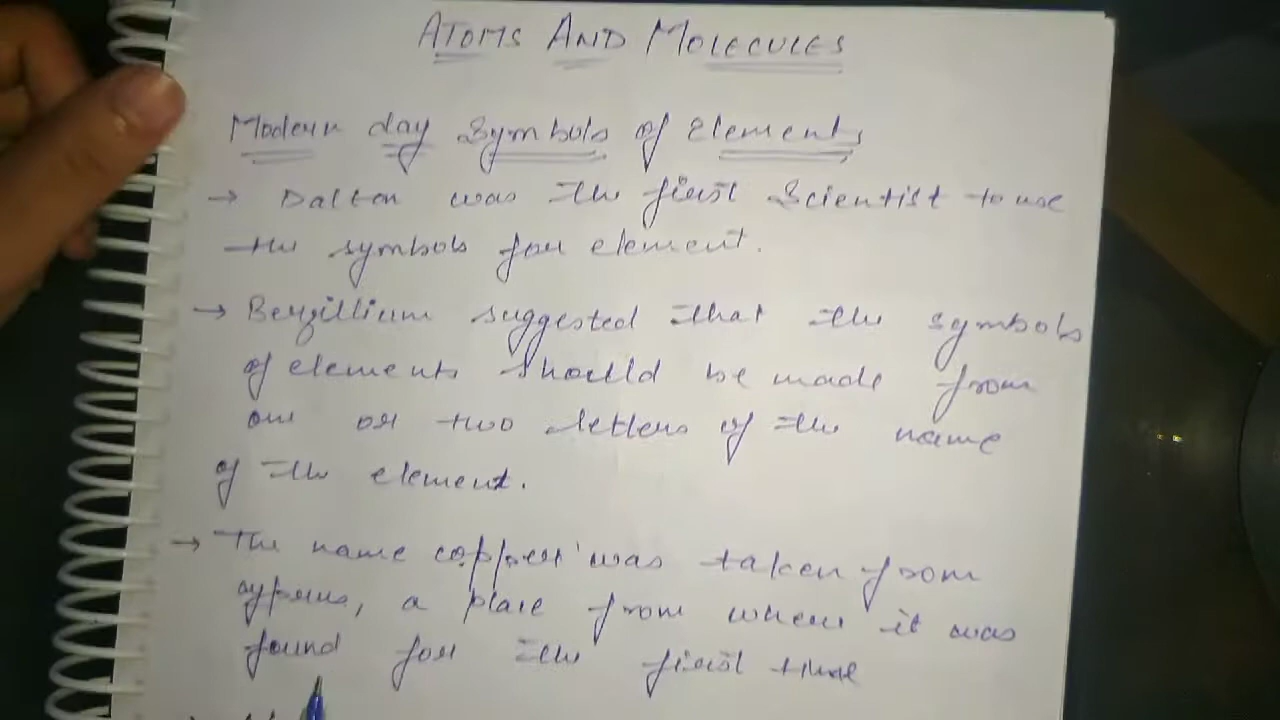 ATOMS AND MOLECULES
Modern day Symbols of Elements
→ Dalton was the first Scientist to use
the symbols for element.
→ Berzillium suggested that the symbols
of elements should be made from
one or two letters of the name
of the element.
→ The name copper was taken from
cyprus, a place from where it was
found for the first time